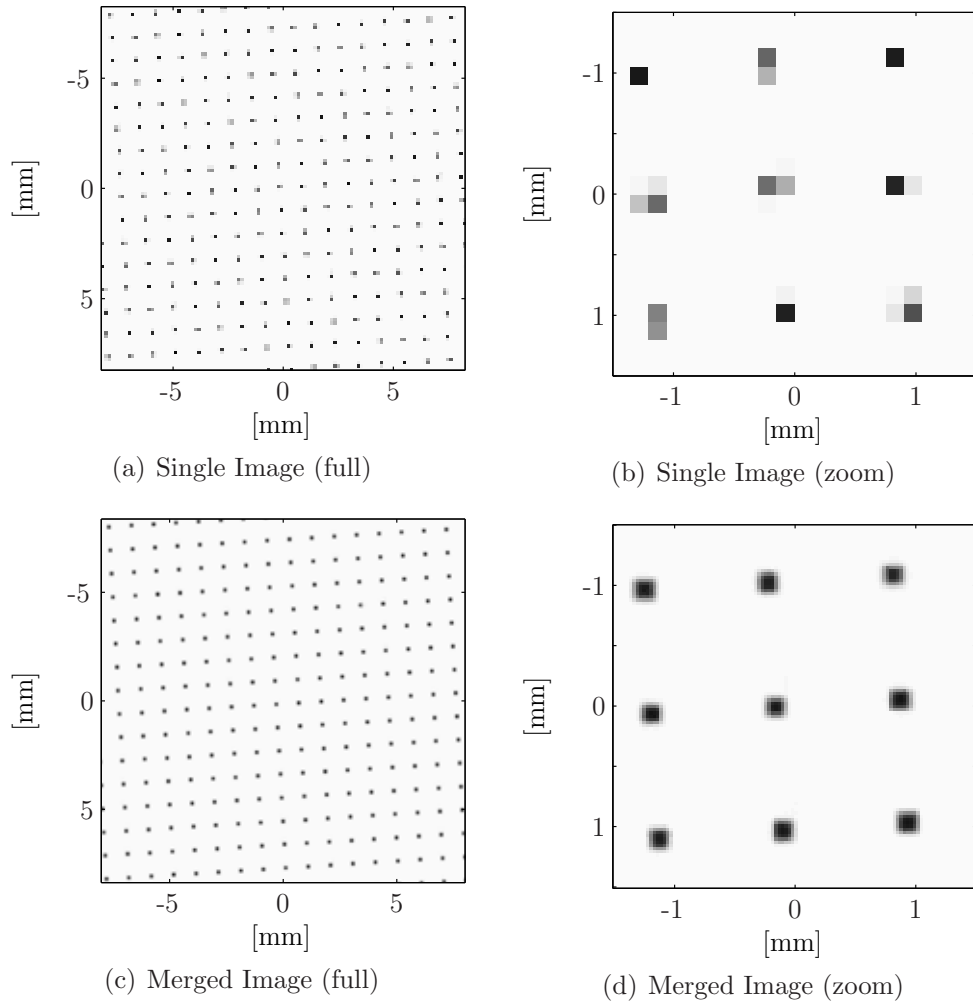 -5
0
5
[mm]
-5
0
5
[mm]
(a) Single Image (full)
-1
0
1
[mm]
-1
0
1
[mm]
(b) Single Image (zoom)
-5
0
5
[mm]
-5
0
5
[mm]
(c) Merged Image (full)
-1
0
1
[mm]
-1
0
1
[mm]
(d) Merged Image (zoom)